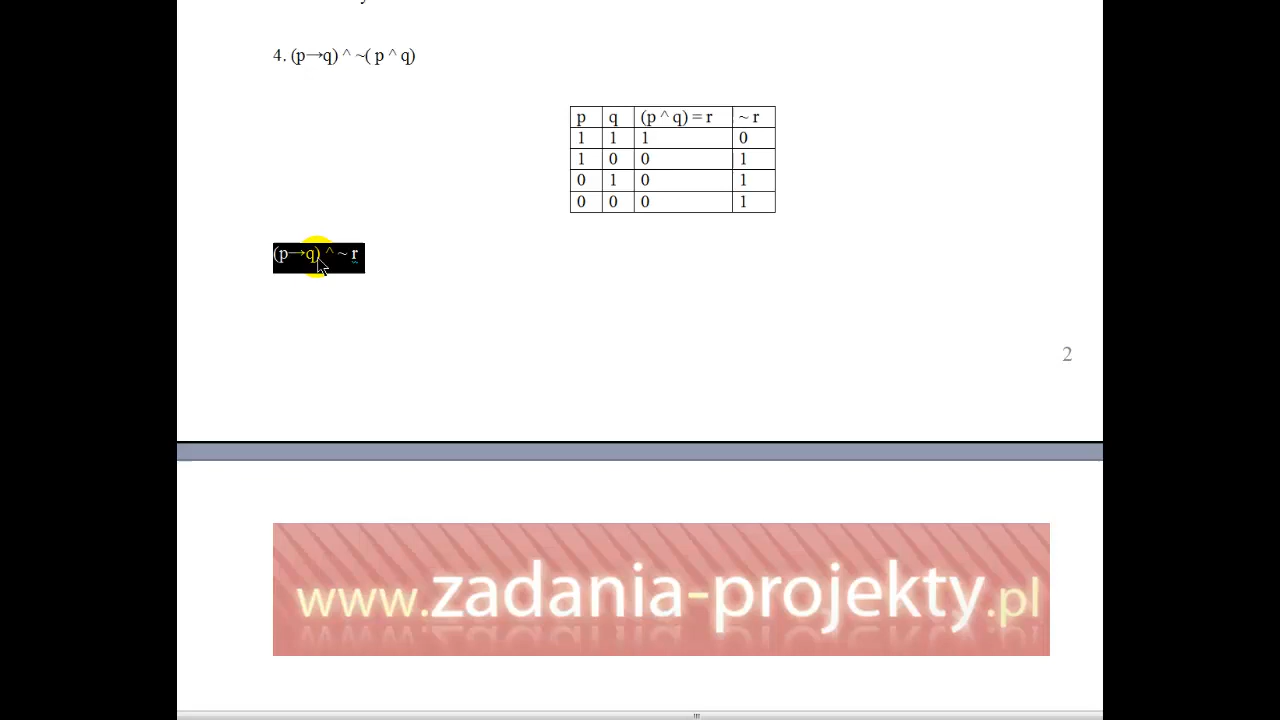 4. (p→q) ^ ~( p ^ q)
p q (p ^ q) = r ~ r
1 1 1 0
1 0 0 1
0 1 0 1
0 0 0 1
(p→q) ^ ~ r
2
www.zadania-projekty.pl